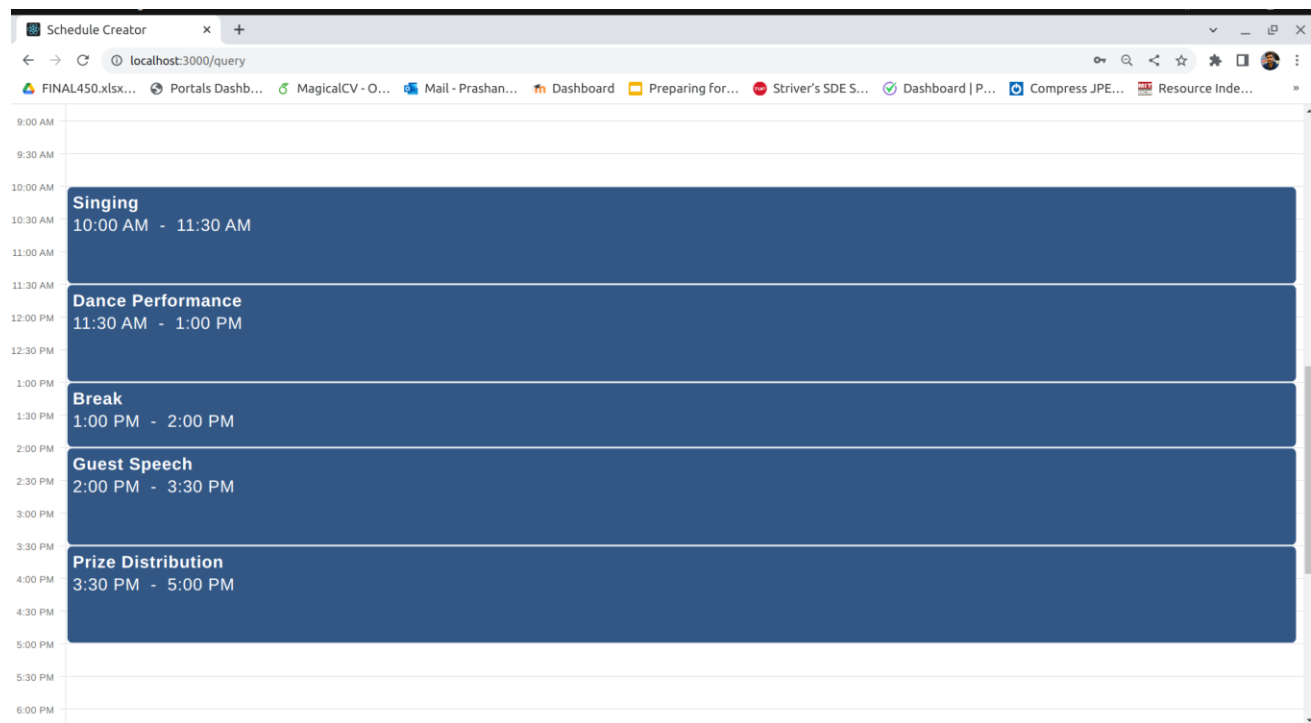 Schedule Creator
localhost:3000/query
FINAL450.xlsx... Portals Dashb... MagicalCV - O... Mail - Prashan... Dashboard Preparing for... Striver's SDE S... Dashboard | P... Compress JPE... Resource Inde... »
9:00 AM
9:30 AM
10:00 AM
Singing
10:30 AM
10:00 AM - 11:30 AM
11:00 AM
11:30 AM
Dance Performance
12:00 PM
11:30 AM - 1:00 PM
12:30 PM
1:00 PM
Break
1:30 PM
1:00 PM - 2:00 PM
2:00 PM
Guest Speech
2:30 PM
2:00 PM - 3:30 PM
3:00 PM
3:30 PM
Prize Distribution
4:00 PM
3:30 PM - 5:00 PM
4:30 PM
5:00 PM
5:30 PM
6:00 PM